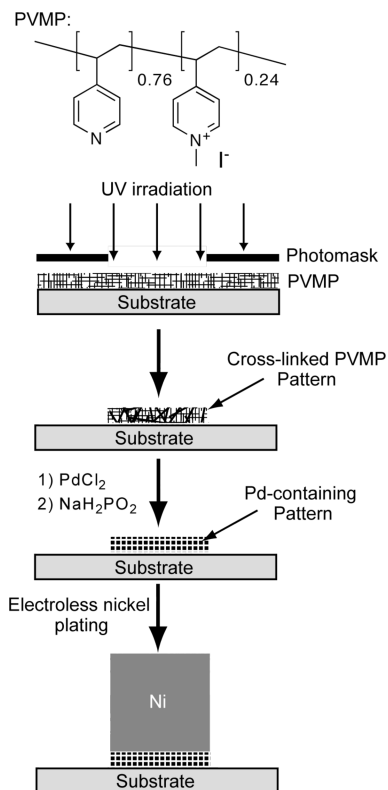 PVMP:
0.76
0.24
N
N+
I-
UV irradiation
Photomask
PVMP
Substrate
Cross-linked PVMP
Pattern
Substrate
1) PdCl2
2) NaH2PO2
Pd-containing
Pattern
Substrate
Electroless nickel
plating
Ni
Substrate